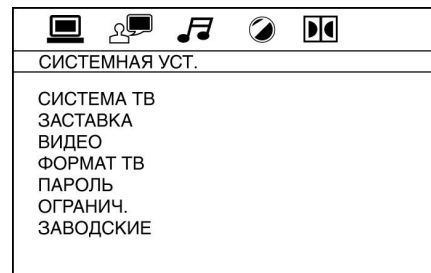 СИСТЕМНАЯ УСТ.
СИСТЕМА ТВ
ЗАСТАВКА
ВИДЕО
ФОРМАТ ТВ
ПАРОЛЬ
ОГРАНИЧ.
ЗАВОДСКИЕ